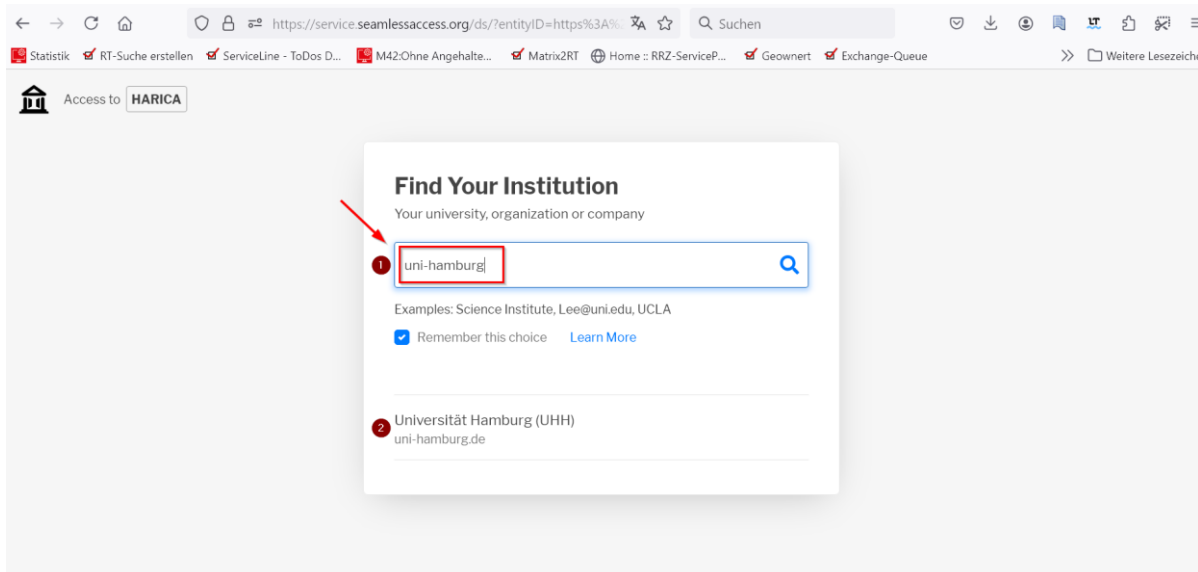 https://service.seamlessaccess.org/ds/?entityID=https%3A%
Suchen
Statistik RT-Suche erstellen ServiceLine - ToDos D... M42:Ohne Angehalte... Matrix2RT Home :: RRZ-ServiceP... Geownert Exchange-Queue Weitere Lesezeiche
Access to HARICA
Find Your Institution
Your university, organization or company
1 uni-hamburg
Examples: Science Institute, Lee@uni.edu, UCLA
Remember this choice Learn More
Universität Hamburg (UHH)
2
uni-hamburg.de